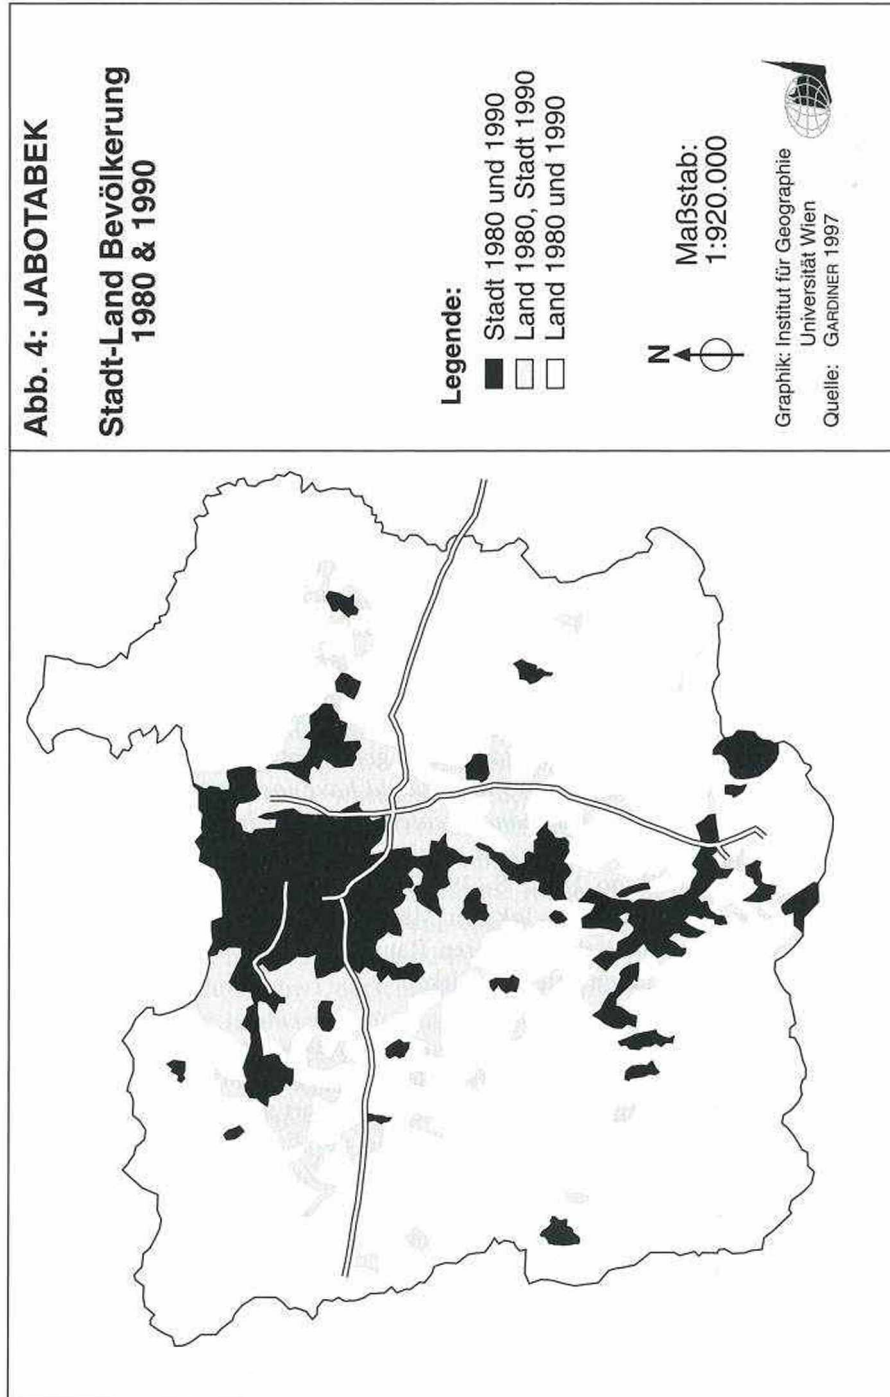 Abb. 4: JABOTABEK
Stadt-Land Bevölkerung
1980 & 1990
Legende:
Stadt 1980 und 1990
Land 1980, Stadt 1990
Land 1980 und 1990
N
Maßstab:
1:920.000
Graphik: Institut für Geographie
Universität Wien
Quelle: GARDINER 1997